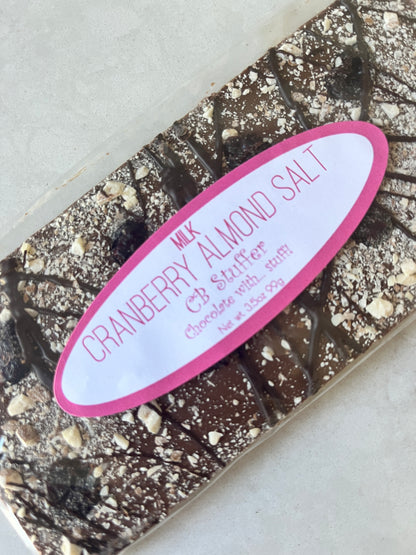 MILK
CRANBERRY ALMOND SALT
CB Stuffer
Chocolate with... stuff!
Net wt 3.5oz 99g